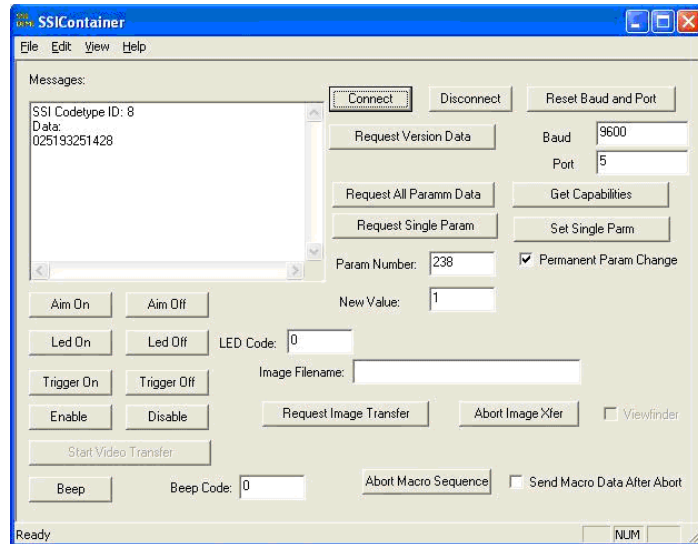 SSIContainer
File Edit View Help
Messages:
SSI Codetype ID: 8
Data:
025193251428
Connect Disconnect Reset Baud and Port
Request Version Data Baud 9600
Port 5
Request All Paramm Data Get Capabilities
Request Single Param Set Single Parm
Param Number: 238 Permanent Param Change
New Value: 1
Aim On Aim Off
Led On Led Off LED Code: 0
Image Filename:
Trigger On Trigger Off
Enable Disable Request Image Transfer Abort Image Xfer Viewfinder
Start Video Transfer
Beep Beep Code: 0 Abort Macro Sequence Send Macro Data After Abort
Ready NUM